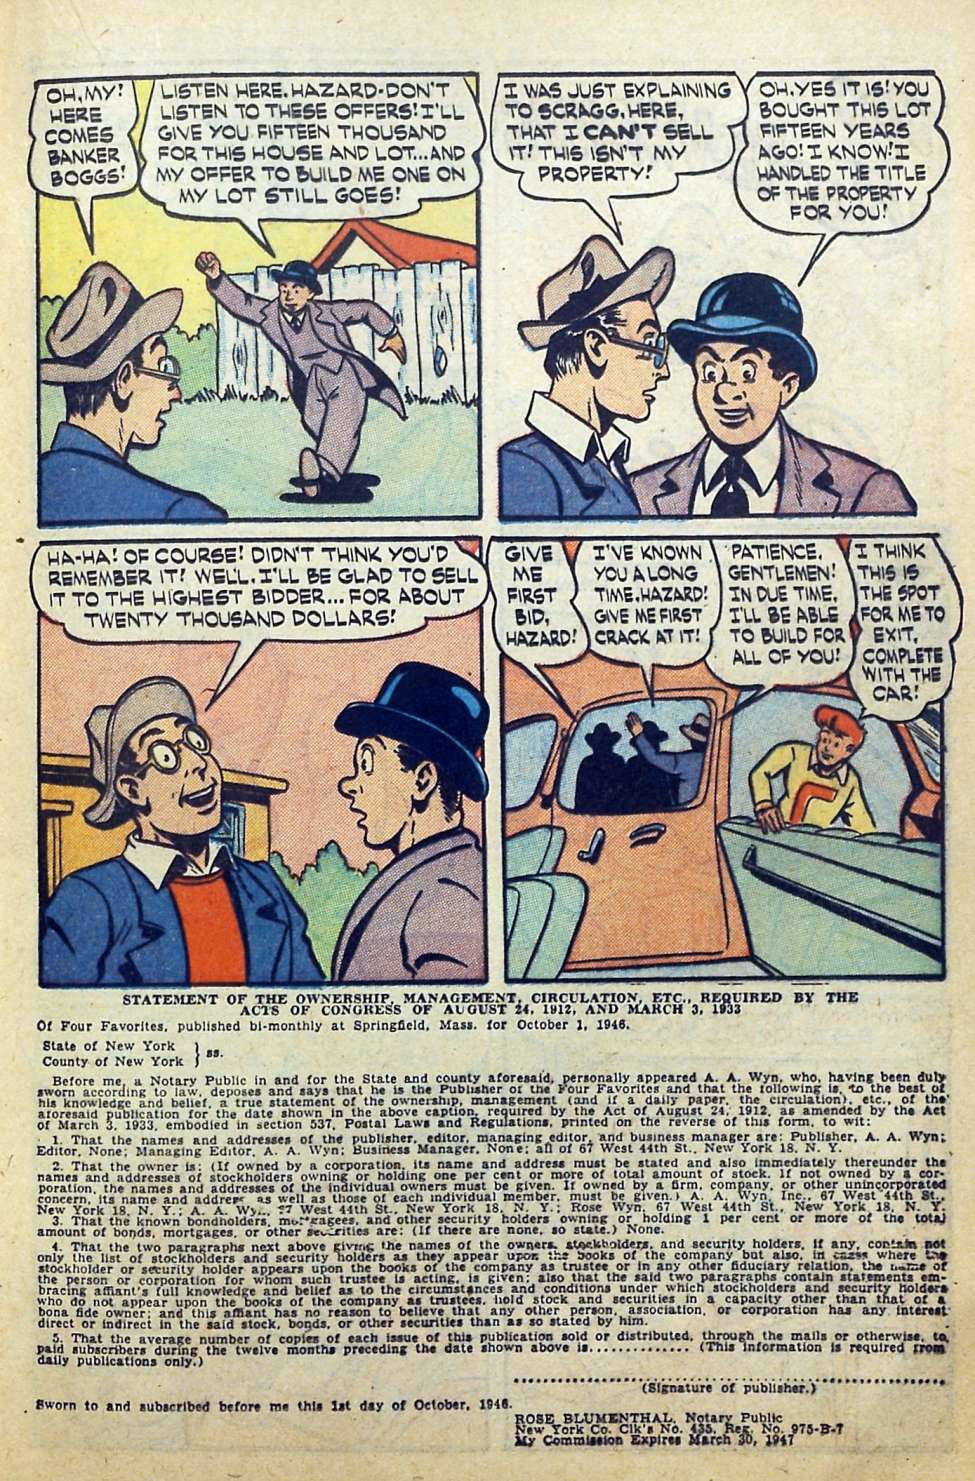 OH, MY!
HERE
COMES
BANKER
BOGGS!
LISTEN HERE, HAZARD-DON'T
LISTEN TO THESE OFFERS! I'LL
GIVE YOU FIFTEEN THOUSAND
FOR THIS HOUSE AND LOT...AND
MY OFFER TO BUILD ME ONE ON
MY LOT STILL GOES!
I WAS JUST EXPLAINING
TO SCRAGG, HERE,
THAT I CAN'T SELL
IT! THIS ISN'T MY
PROPERTY!
OH, YES IT IS! YOU
BOUGHT THIS LOT
FIFTEEN YEARS
AGO! I KNOW! I
HANDLED THE TITLE
OF THE PROPERTY
FOR YOU!
HA-HA! OF COURSE! DIDN'T THINK YOU'D
REMEMBER IT! WELL, I'LL BE GLAD TO SELL
IT TO THE HIGHEST BIDDER... FOR ABOUT
TWENTY THOUSAND DOLLARS!
GIVE
ME
FIRST
BID,
HAZARD!
I'VE KNOWN
YOU A LONG
TIME, HAZARD!
GIVE ME FIRST
CRACK AT IT!
PATIENCE,
GENTLEMEN!
IN DUE TIME,
I'LL BE ABLE
TO BUILD FOR
ALL OF YOU!
I THINK
THIS IS
THE SPOT
FOR ME TO
EXIT,
COMPLETE
WITH THE
CAR!
STATEMENT OF THE OWNERSHIP, MANAGEMENT, CIRCULATION, ETC., REQUIRED BY THE
ACTS OF CONGRESS OF AUGUST 24, 1912, AND MARCH 3, 1933
Of Four Favorites, published bi-monthly at Springfield, Mass. for October 1, 1946.
State of New York
County of New York } ss.
Before me, a Notary Public in and for the State and county aforesaid, personally appeared A. A. Wyn, who, having been duly
sworn according to law, deposes and says that he is the Publisher of the Four Favorites and that the following is, to the best of
his knowledge and belief, a true statement of the ownership, management (and if a daily paper, the circulation), etc., of the
aforesaid publication for the date shown in the above caption, required by the Act of August 24, 1912, as amended by the Act
of March 3, 1933, embodied in section 537, Postal Laws and Regulations, printed on the reverse of this form, to wit:
1. That the names and addresses of the publisher, editor, managing editor, and business manager are: Publisher, A. A. Wyn;
Editor, None; Managing Editor, A. A. Wyn; Business Manager, None; all of 67 West 44th St., New York 18, N. Y.
2. That the owner is: (If owned by a corporation, its name and address must be stated and also immediately thereunder the
names and addresses of stockholders owning or holding one per cent or more of total amount of stock. If not owned by a cor-
poration, the names and addresses of the individual owners must be given. If owned by a firm, company, or other unincorporated
concern, its name and address as well as those of each individual member, must be given.) A. A. Wyn, Inc., 67 West 44th St.,
New York 18, N. Y.; A. A. Wyn, 67 West 44th St., New York 18, N. Y.; Rose Wyn, 67 West 44th St., New York 18, N. Y.
3. That the known bondholders, mortgagees, and other security holders owning or holding 1 per cent or more of the total
amount of bonds, mortgages, or other securities are: (If there are none, so state.) None.
4. That the two paragraphs next above giving the names of the owners, stockholders, and security holders, if any, contain not
only the list of stockholders and security holders as they appear upon the books of the company but also, in cases where the
stockholder or security holder appears upon the books of the company as trustee or in any other fiduciary relation, the name of
the person or corporation for whom such trustee is acting, is given; also that the said two paragraphs contain statements em-
bracing affiant's full knowledge and belief as to the circumstances and conditions under which stockholders and security holders
who do not appear upon the books of the company as trustees, hold stock and securities in a capacity other than that of a
bona fide owner; and this affiant has no reason to believe that any other person, association, or corporation has any interest
direct or indirect in the said stock, bonds, or other securities than as so stated by him.
5. That the average number of copies of each issue of this publication sold or distributed, through the mails or otherwise, to
paid subscribers during the twelve months preceding the date shown above is.............. (This information is required from
daily publications only.)
(Signature of publisher.)
Sworn to and subscribed before me this 1st day of October, 1946.
ROSE BLUMENTHAL, Notary Public
New York Co. Clk's No. 435, Reg. No. 975-B-7
My Commission Expires March 30, 1947